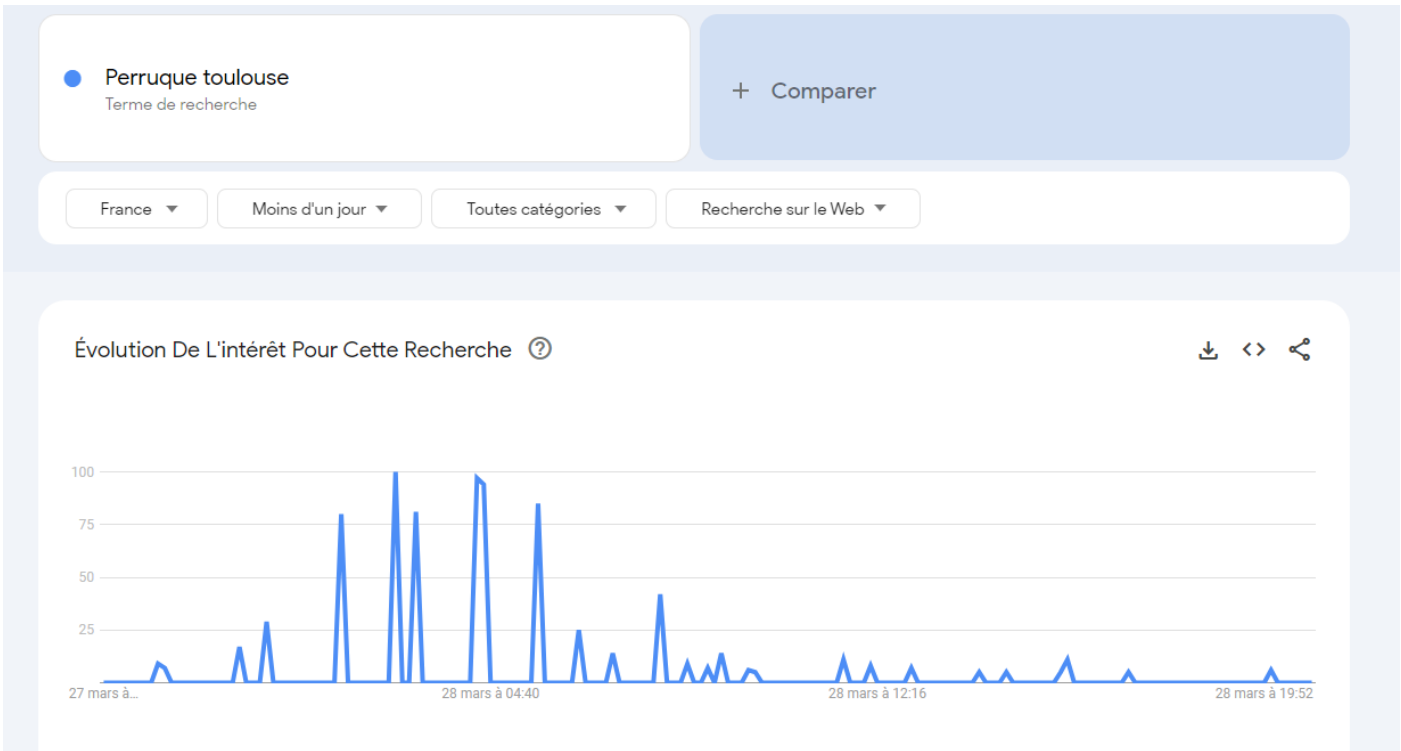 Perruque toulouse
Terme de recherche
+ Comparer
France
Moins d'un jour
Toutes catégories
Recherche sur le Web
Évolution De L'intérêt Pour Cette Recherche ?
100
75
50
25
27 mars à...
28 mars à 04:40
28 mars à 12:16
28 mars à 19:52